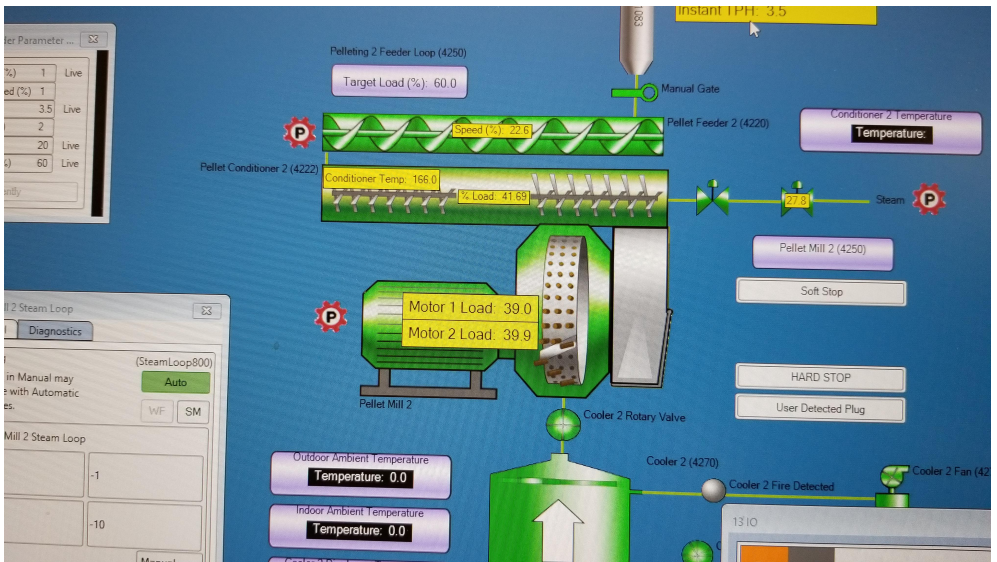 1083
Instant TPH: 3.5
Pelleting 2 Feeder Loop (4250)
Target Load (%): 60.0
Manual Gate
P
Speed (%): 22.6
Pellet Feeder 2 (4220)
Conditioner 2 Temperature
Temperature:
Pellet Conditioner 2 (4222)
Conditioner Temp: 166.0
% Load: 41.69
27.8
Steam
P
Pellet Mill 2 (4250)
Soft Stop
P
Motor 1 Load: 39.0
Motor 2 Load: 39.9
Pellet Mill 2
HARD STOP
User Detected Plug
Cooler 2 Rotary Valve
Outdoor Ambient Temperature
Temperature: 0.0
Indoor Ambient Temperature
Temperature: 0.0
Cooler 2 (4270)
Cooler 2 Fire Detected
Cooler 2 Fan (42
13 IO
der Parameter ...
%) 1 Live
ed (%) 1
3.5 Live
2
20 Live
%) 60 Live
ll 2 Steam Loop
Diagnostics
(SteamLoop800)
in Manual may
e with Automatic
es.
Auto
WF SM
Mill 2 Steam Loop
-1
-10
Manual